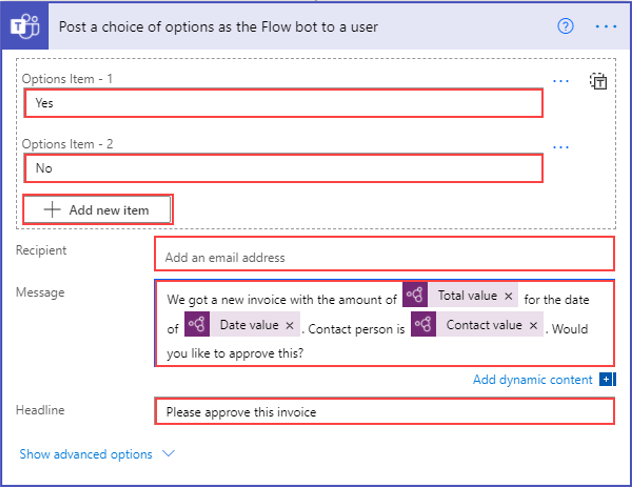 Post a choice of options as the Flow bot to a user
Options Item - 1
Yes
Options Item - 2
No
Add new item
Recipient
Add an email address
Message
We got a new invoice with the amount of Total value × for the date
of Date value × . Contact person is Contact value × . Would
you like to approve this?
Add dynamic content
Headline
Please approve this invoice
Show advanced options